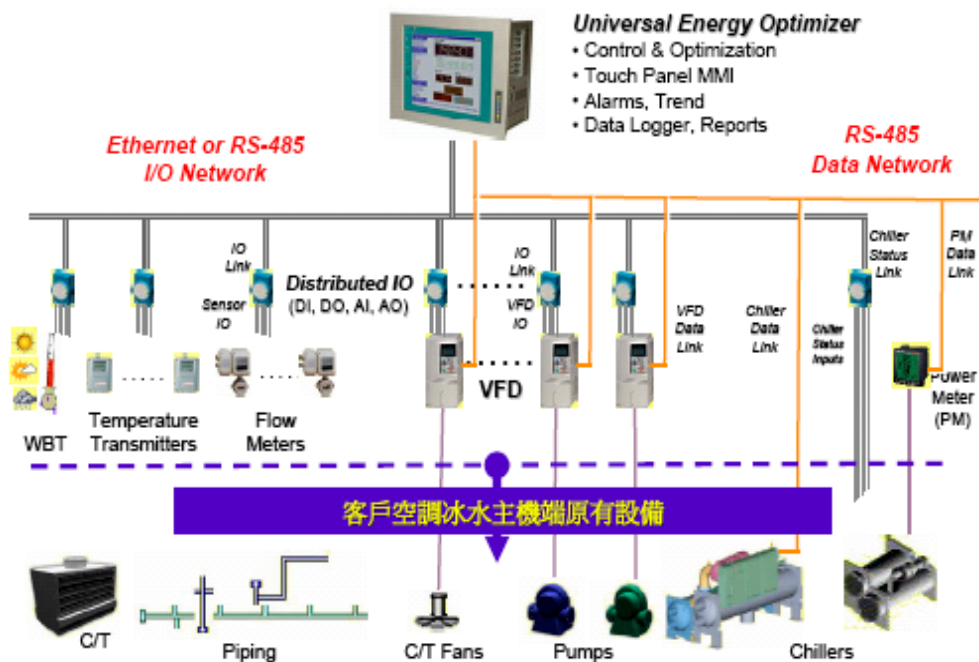 Universal Energy Optimizer
• Control & Optimization
• Touch Panel MMI
• Alarms, Trend
• Data Logger, Reports
Ethernet or RS-485
I/O Network
RS-485
Data Network
IO
Link
Sensor
IO
Distributed IO
(DI, DO, AI, AO)
IO
Link
VFD
IO
VFD
Data
Link
Chiller
Data
Link
Chiller
Status
Link
Chiller
Status
Inputs
PM
Data
Link
WBT
Temperature
Transmitters
Flow
Meters
VFD
Power
Meter
(PM)
客戶空調冰水主機端原有設備
C/T
Piping
C/T Fans
Pumps
Chillers